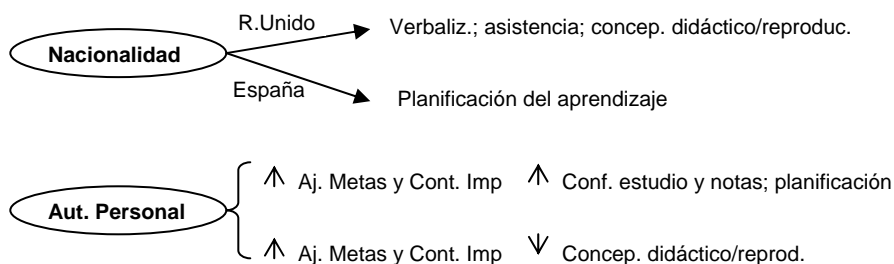 R.Unido
Verbaliz.; asistencia; concep. didáctico/reproduc.
Nacionalidad
España
Planificación del aprendizaje
Aj. Metas y Cont. Imp Conf. estudio y notas; planificación
Aut. Personal
Aj. Metas y Cont. Imp Concep. didáctico/reprod.